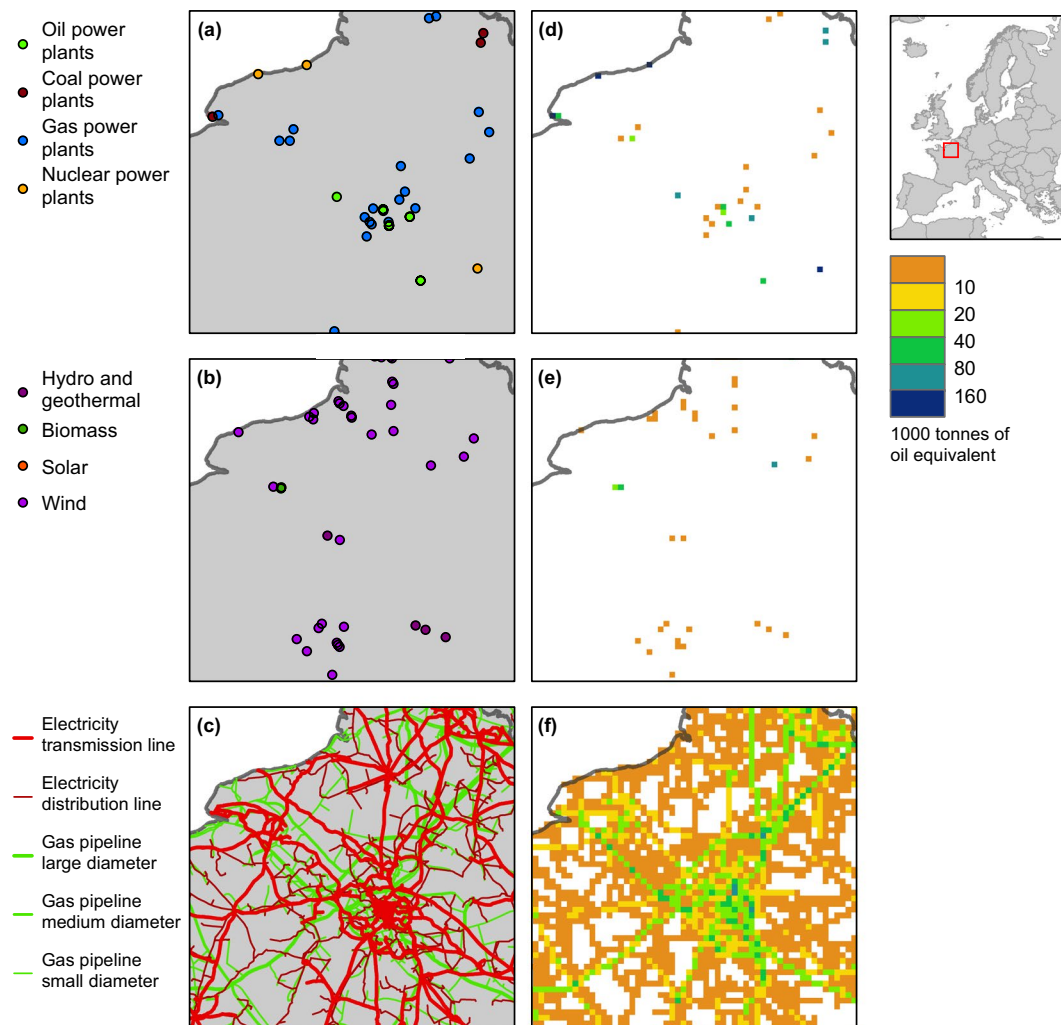 Oil power
plants
Coal power
plants
Gas power
plants
Nuclear power
plants
(a)
(d)
10
20
40
80
160
1000 tonnes of
oil equivalent
Hydro and
geothermal
Biomass
Solar
Wind
(b)
(e)
Electricity
transmission line
Electricity
distribution line
Gas pipeline
large diameter
Gas pipeline
medium diameter
Gas pipeline
small diameter
(c)
(f)